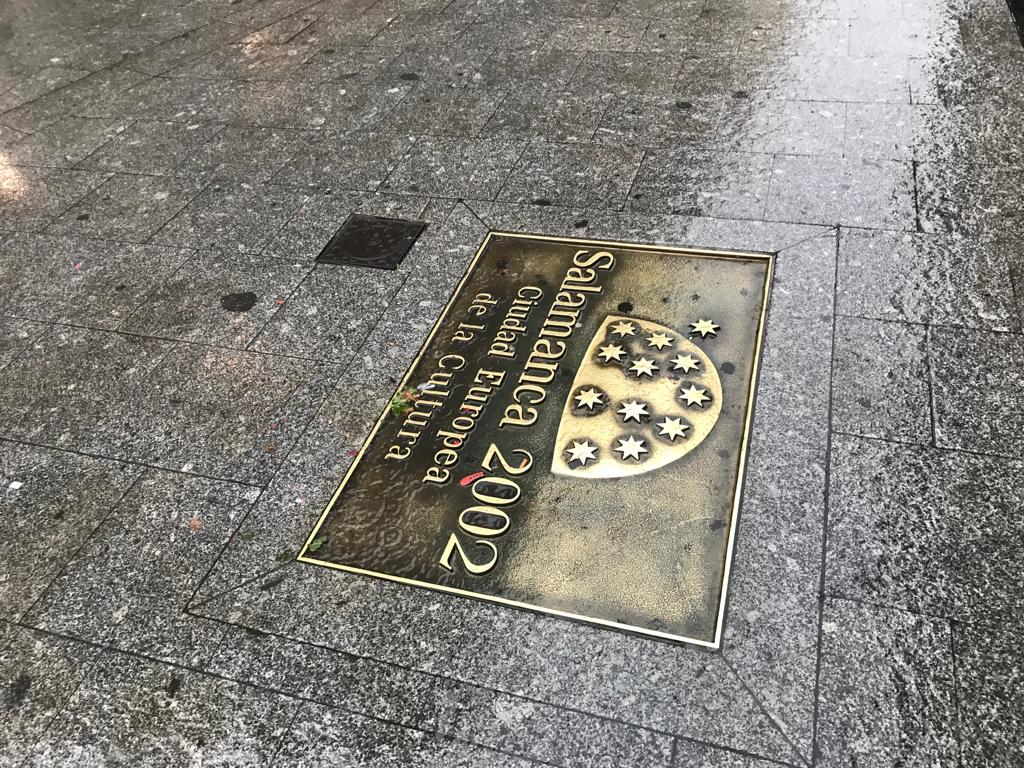 Salamanca 2002
Ciudad Europea
de la Cultura